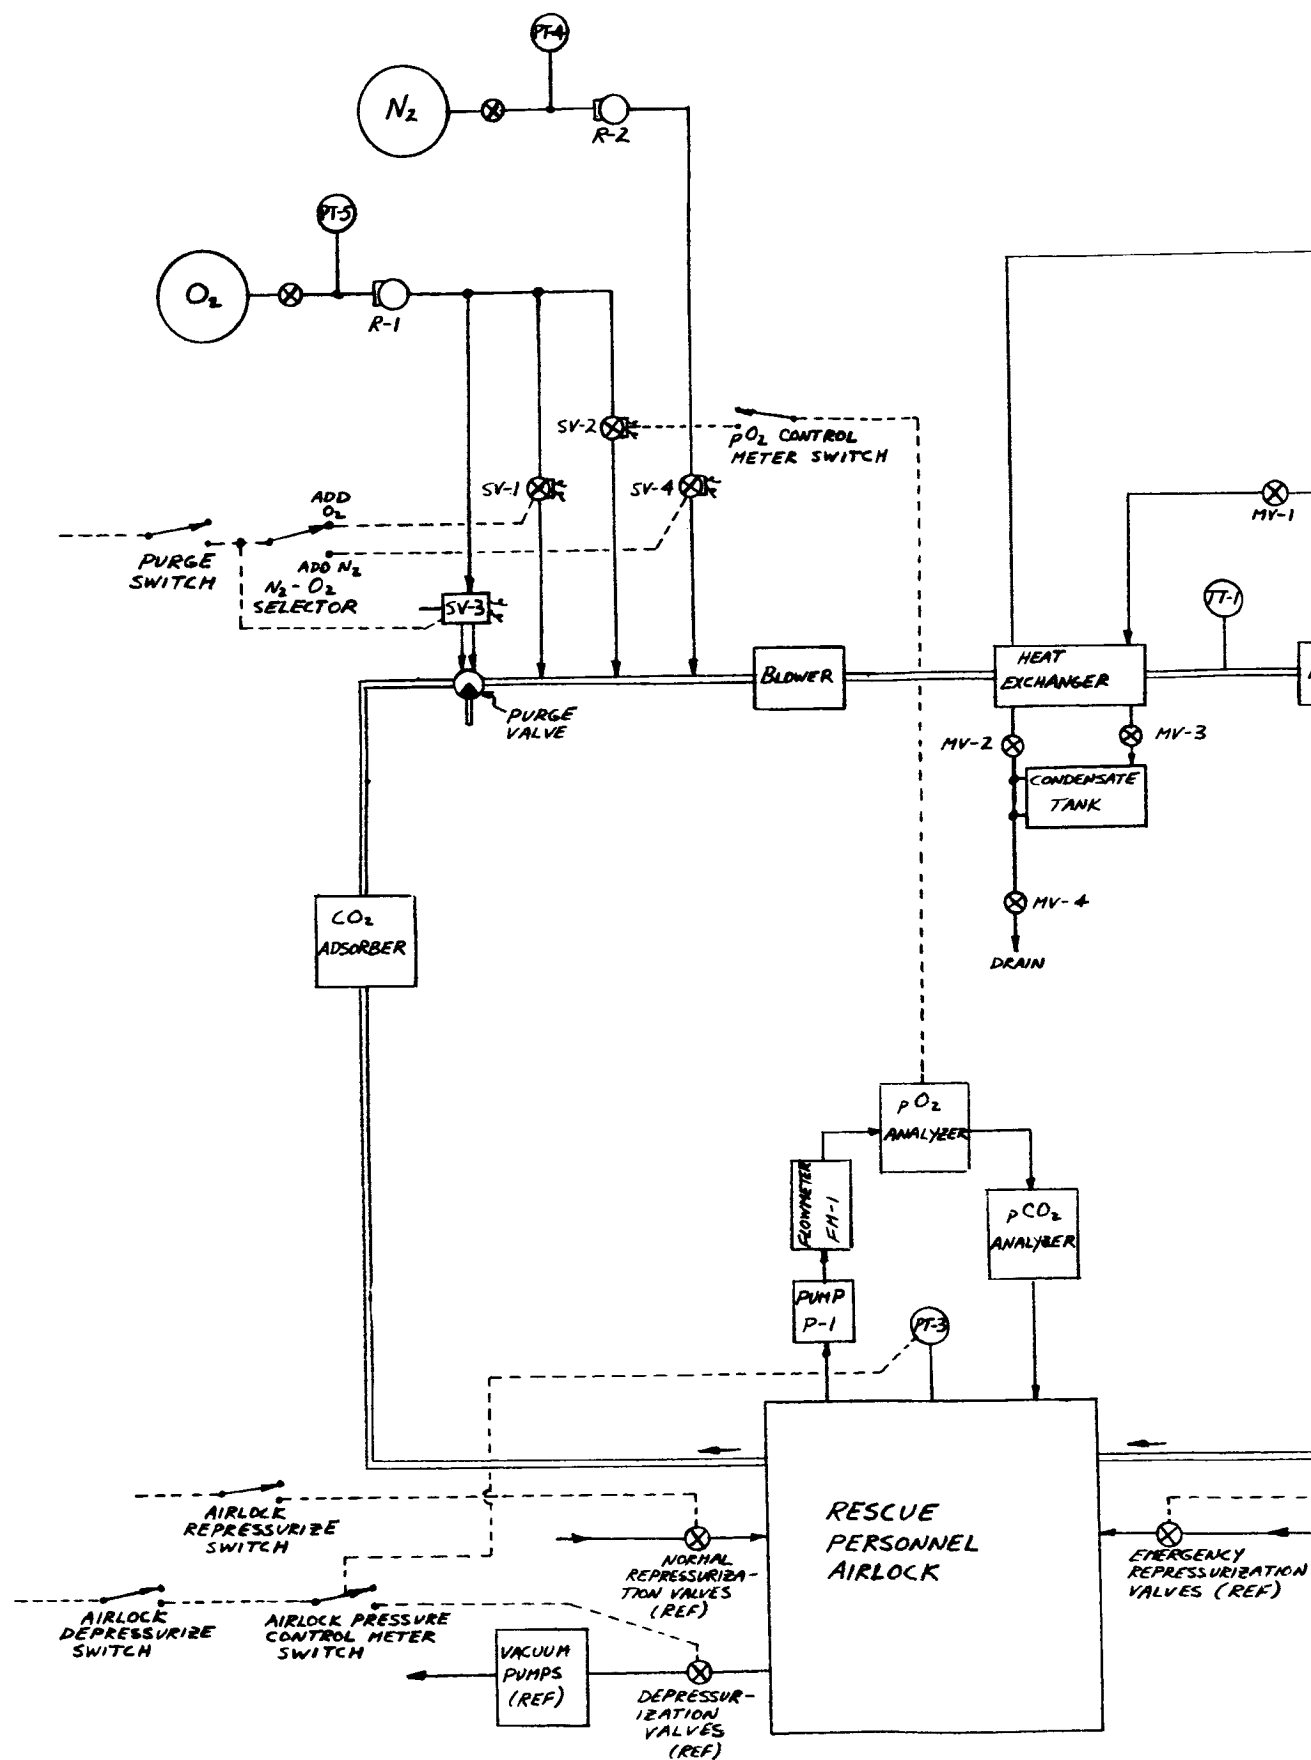 PT-4
N₂
R-2
PT-5
O₂
R-1
SV-2
pO₂ CONTROL
METER SWITCH
SV-1
SV-4
ADD
O₂
MV-1
PURGE
SWITCH
ADD N₂
N₂-O₂
SELECTOR
SV-3
TT-1
HEAT
EXCHANGER
BLOWER
PURGE
VALVE
MV-2
MV-3
CONDENSATE
TANK
CO₂
ADSORBER
MV-4
DRAIN
pO₂
ANALYZER
FLOWMETER
FM-1
pCO₂
ANALYZER
PUMP
P-1
PT-3
AIRLOCK
REPRESSURIZE
SWITCH
RESCUE
PERSONNEL
AIRLOCK
NORMAL
REPRESSURIZA-
TION VALVES
(REF)
EMERGENCY
REPRESSURIZATION
VALVES (REF)
AIRLOCK
DEPRESSURIZE
SWITCH
AIRLOCK PRESSURE
CONTROL METER
SWITCH
VACUUM
PUMPS
(REF)
DEPRESSUR-
IZATION
VALVES
(REF)